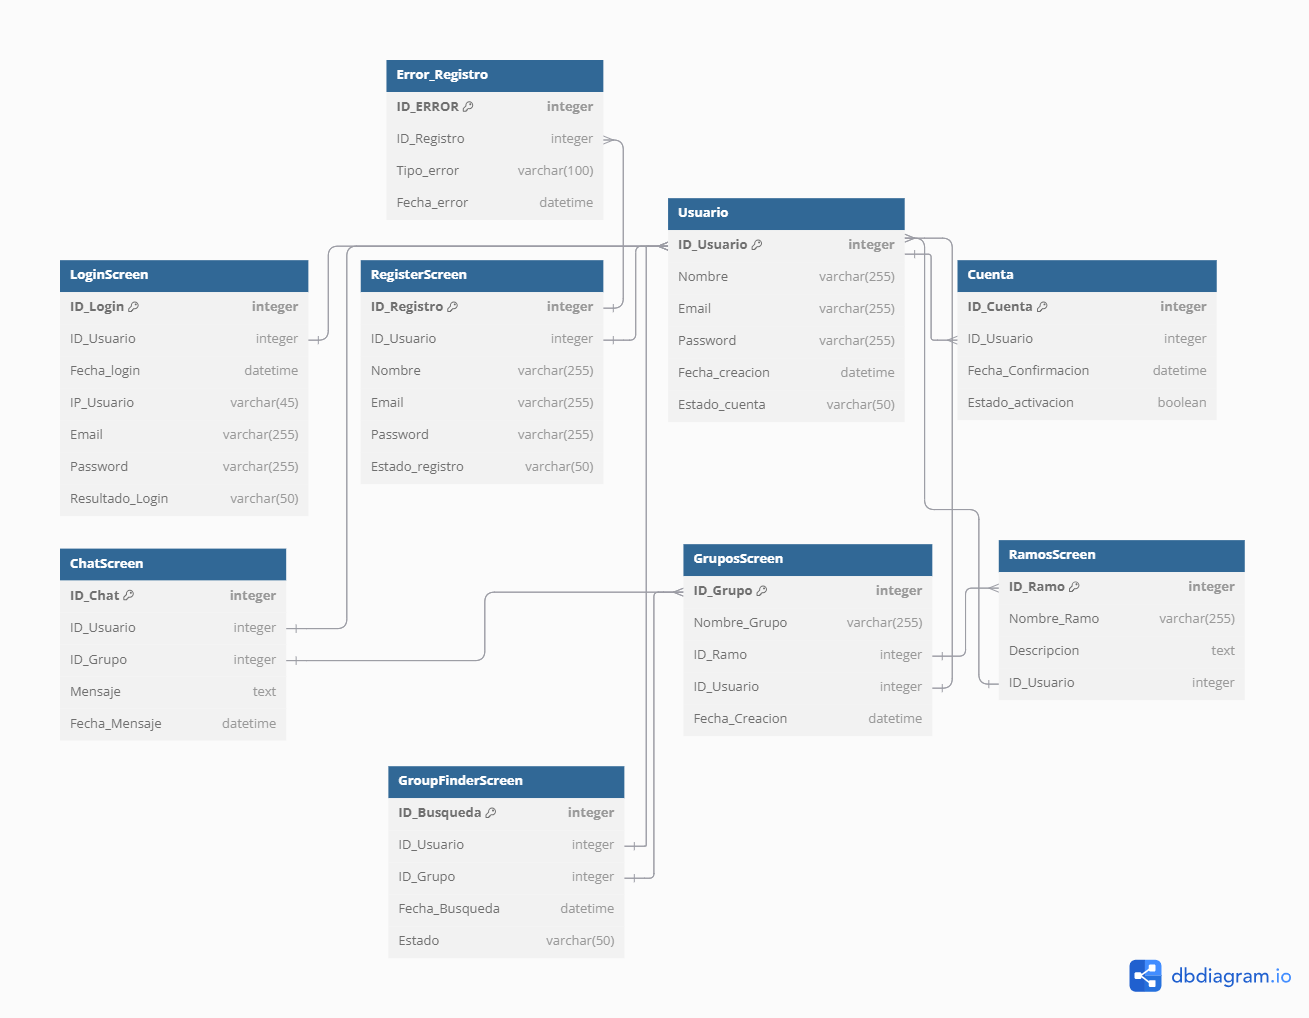 Error_Registro
ID_ERROR integer
ID_Registro integer
Tipo_error varchar(100)
Fecha_error datetime
Usuario
ID_Usuario integer
Nombre varchar(255)
Email varchar(255)
Password varchar(255)
Fecha_creacion datetime
Estado_cuenta varchar(50)
LoginScreen
ID_Login integer
ID_Usuario integer
Fecha_login datetime
IP_Usuario varchar(45)
Email varchar(255)
Password varchar(255)
Resultado_Login varchar(50)
RegisterScreen
ID_Registro integer
ID_Usuario integer
Nombre varchar(255)
Email varchar(255)
Password varchar(255)
Estado_registro varchar(50)
Cuenta
ID_Cuenta integer
ID_Usuario integer
Fecha_Confirmacion datetime
Estado_activacion boolean
ChatScreen
ID_Chat integer
ID_Usuario integer
ID_Grupo integer
Mensaje text
Fecha_Mensaje datetime
GruposScreen
ID_Grupo integer
Nombre_Grupo varchar(255)
ID_Ramo integer
ID_Usuario integer
Fecha_Creacion datetime
RamosScreen
ID_Ramo integer
Nombre_Ramo varchar(255)
Descripcion text
ID_Usuario integer
GroupFinderScreen
ID_Busqueda integer
ID_Usuario integer
ID_Grupo integer
Fecha_Busqueda datetime
Estado varchar(50)
dbdiagram.io